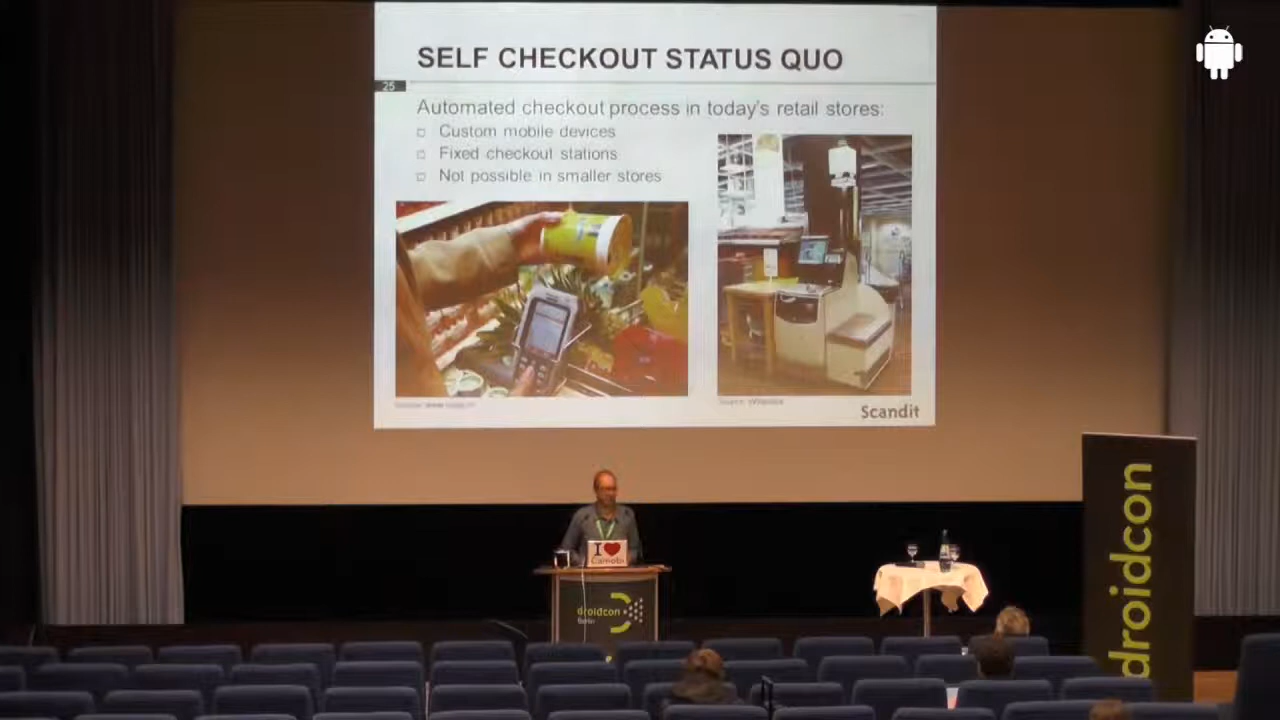 SELF CHECKOUT STATUS QUO
25
Automated checkout process in today's retail stores:
Custom mobile devices
Fixed checkout stations
Not possible in smaller stores
Scandit
I
Camobi
droidcon
Berlin
droidcon